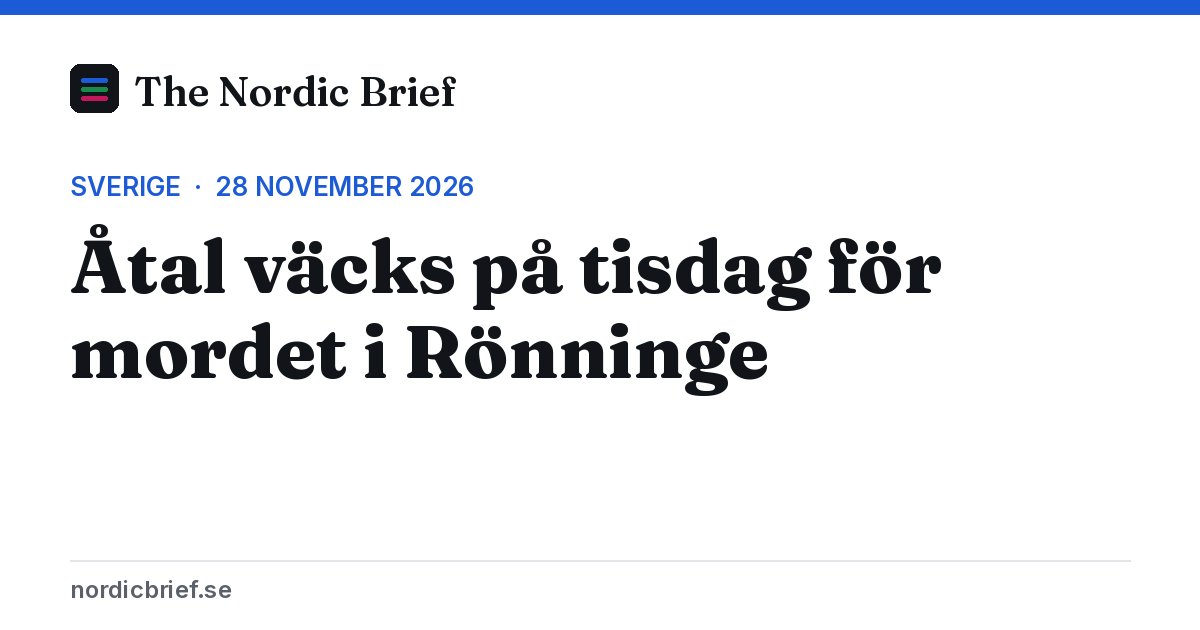 The Nordic Brief
SVERIGE · 28 NOVEMBER 2026
Åtal väcks på tisdag för
mordet i Rönninge
nordicbrief.se